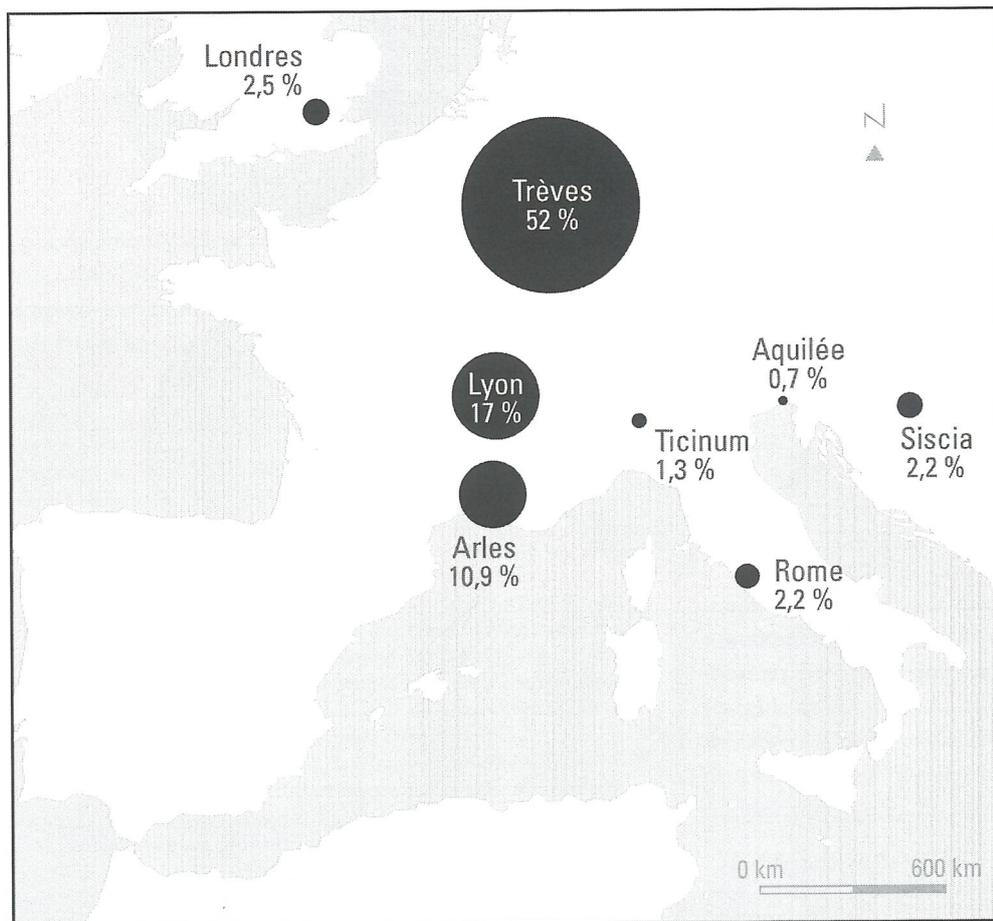 Londres
2,5 %
N
Trèves
52 %
Aquilée
0,7 %
Lyon
17 %
Ticinum
1,3 %
Siscia
2,2 %
Arles
10,9 %
Rome
2,2 %
0 km 600 km